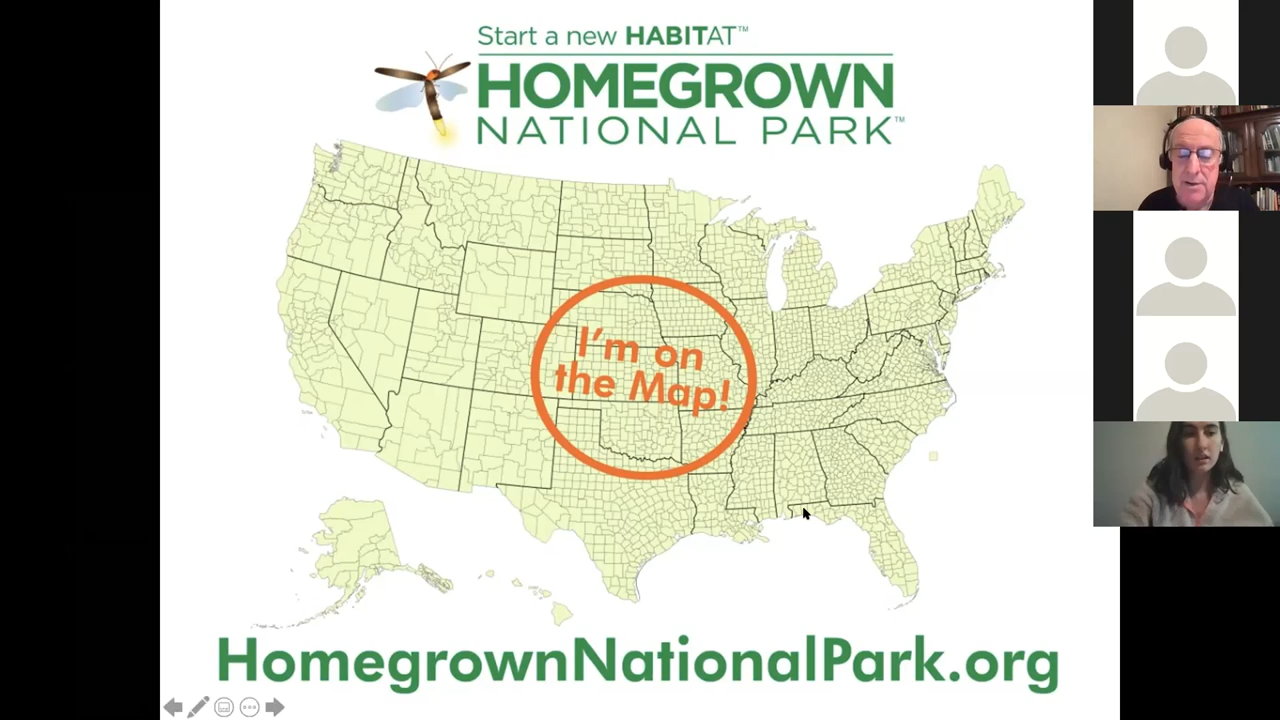 Start a new HABITAT™
HOMEGROWN
NATIONAL PARK™
I'm on
the Map!
HomegrownNationalPark.org